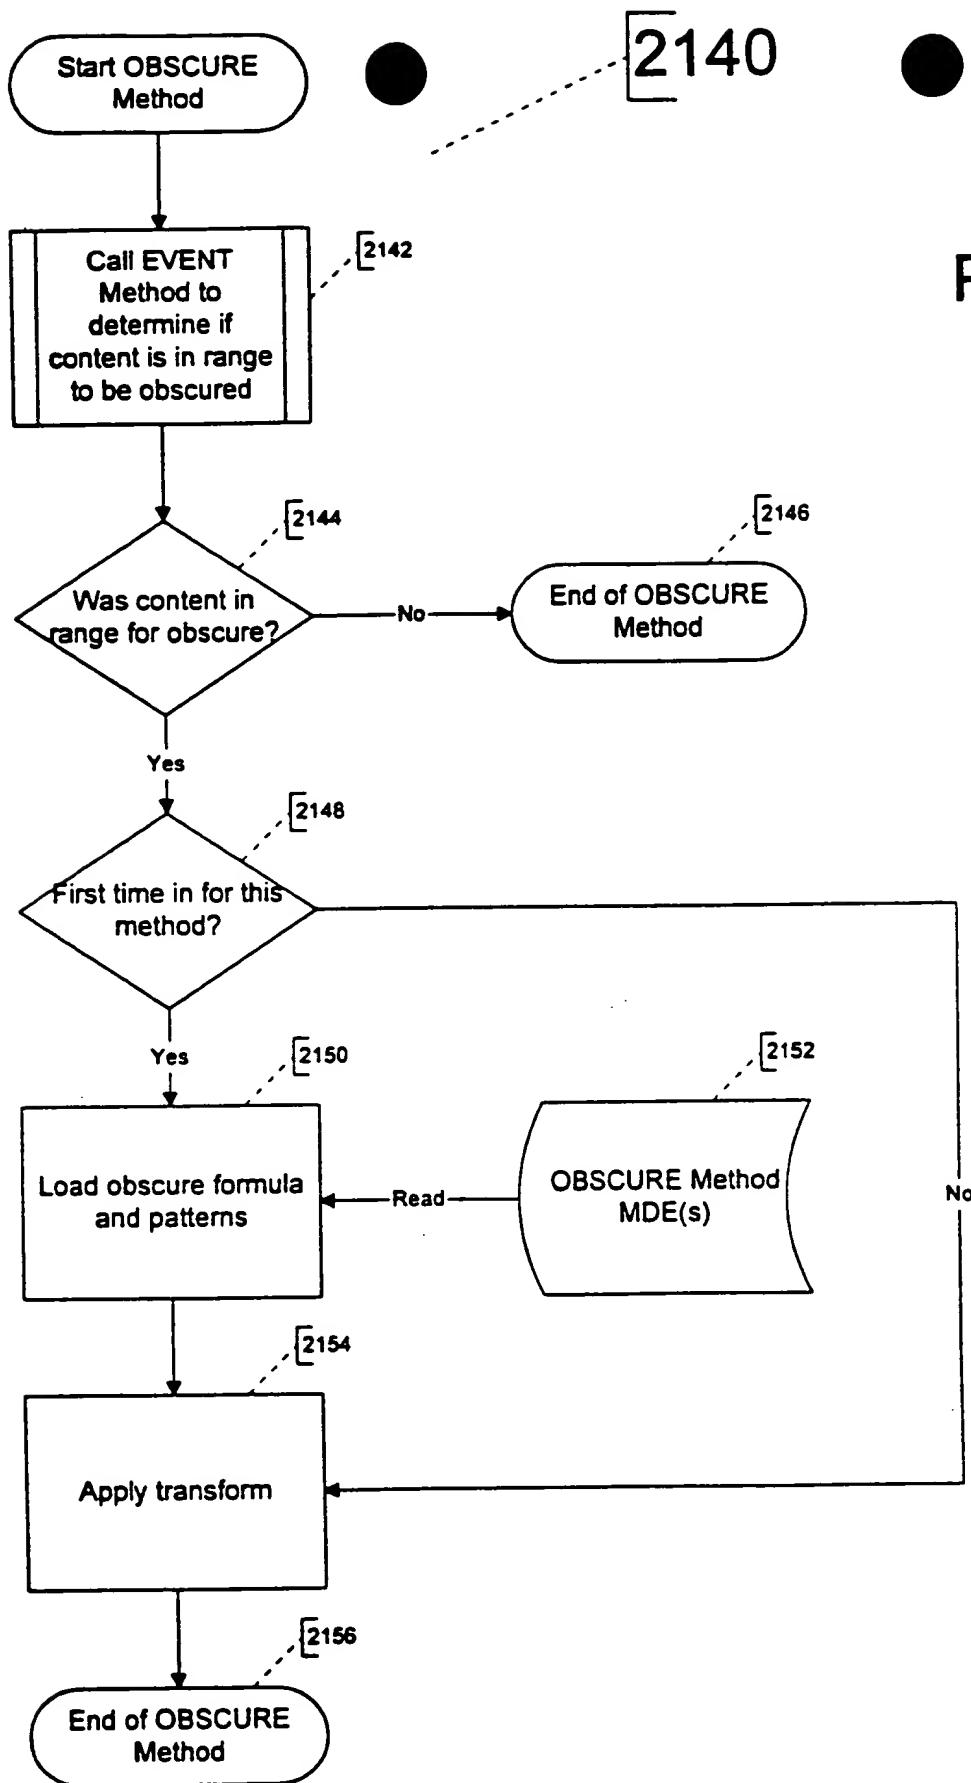 Start OBSCURE
Method
2140
Call EVENT
Method to
determine if
content is in range
to be obscured
2142
2144
Was content in
range for obscure?
No
2146
End of OBSCURE
Method
Yes
2148
First time in for this
method?
Yes
2150
2152
Load obscure formula
and patterns
Read
OBSCURE Method
MDE(s)
No
2154
Apply transform
2156
End of OBSCURE
Method